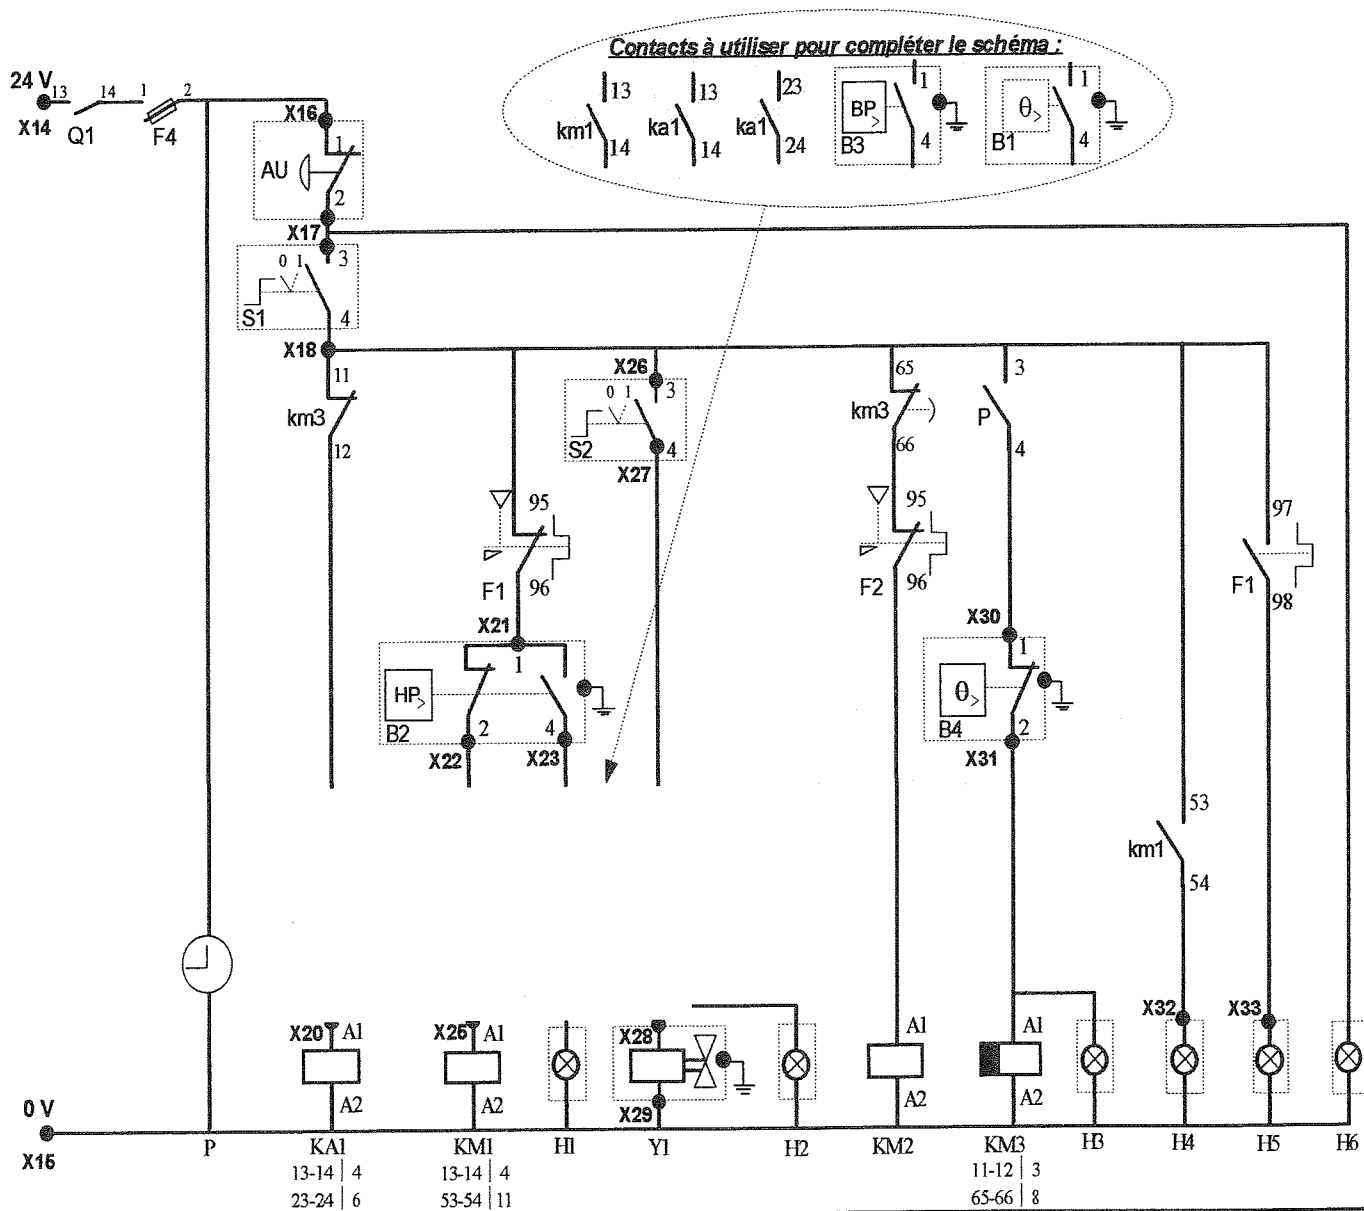 Contacts à utiliser pour compléter le schéma :
24 V
13
14
1
2
X14
Q1
F4
X16
13
km1
14
13
ka1
14
23
ka1
24
BP
>
1
4
B3
θ
>
1
4
B1
AU
1
2
X17
0 1
3
S1
4
X18
11
km3
12
X26
0 1
3
S2
4
X27
65
km3
66
3
P
4
95
F1
96
95
F2
96
97
F1
98
X21
1
HP
>
B2
2
4
X22
X23
X30
1
θ
>
B4
2
X31
53
km1
54
X20
A1
A2
X25
A1
A2
X28
X29
A1
A2
A1
A2
X32
X33
0 V
X15
P
KA1
KM1
H1
Y1
H2
KM2
KM3
H3
H4
H5
H6
13-14 | 4
23-24 | 6
13-14 | 4
53-54 | 11
11-12 | 3
65-66 | 8